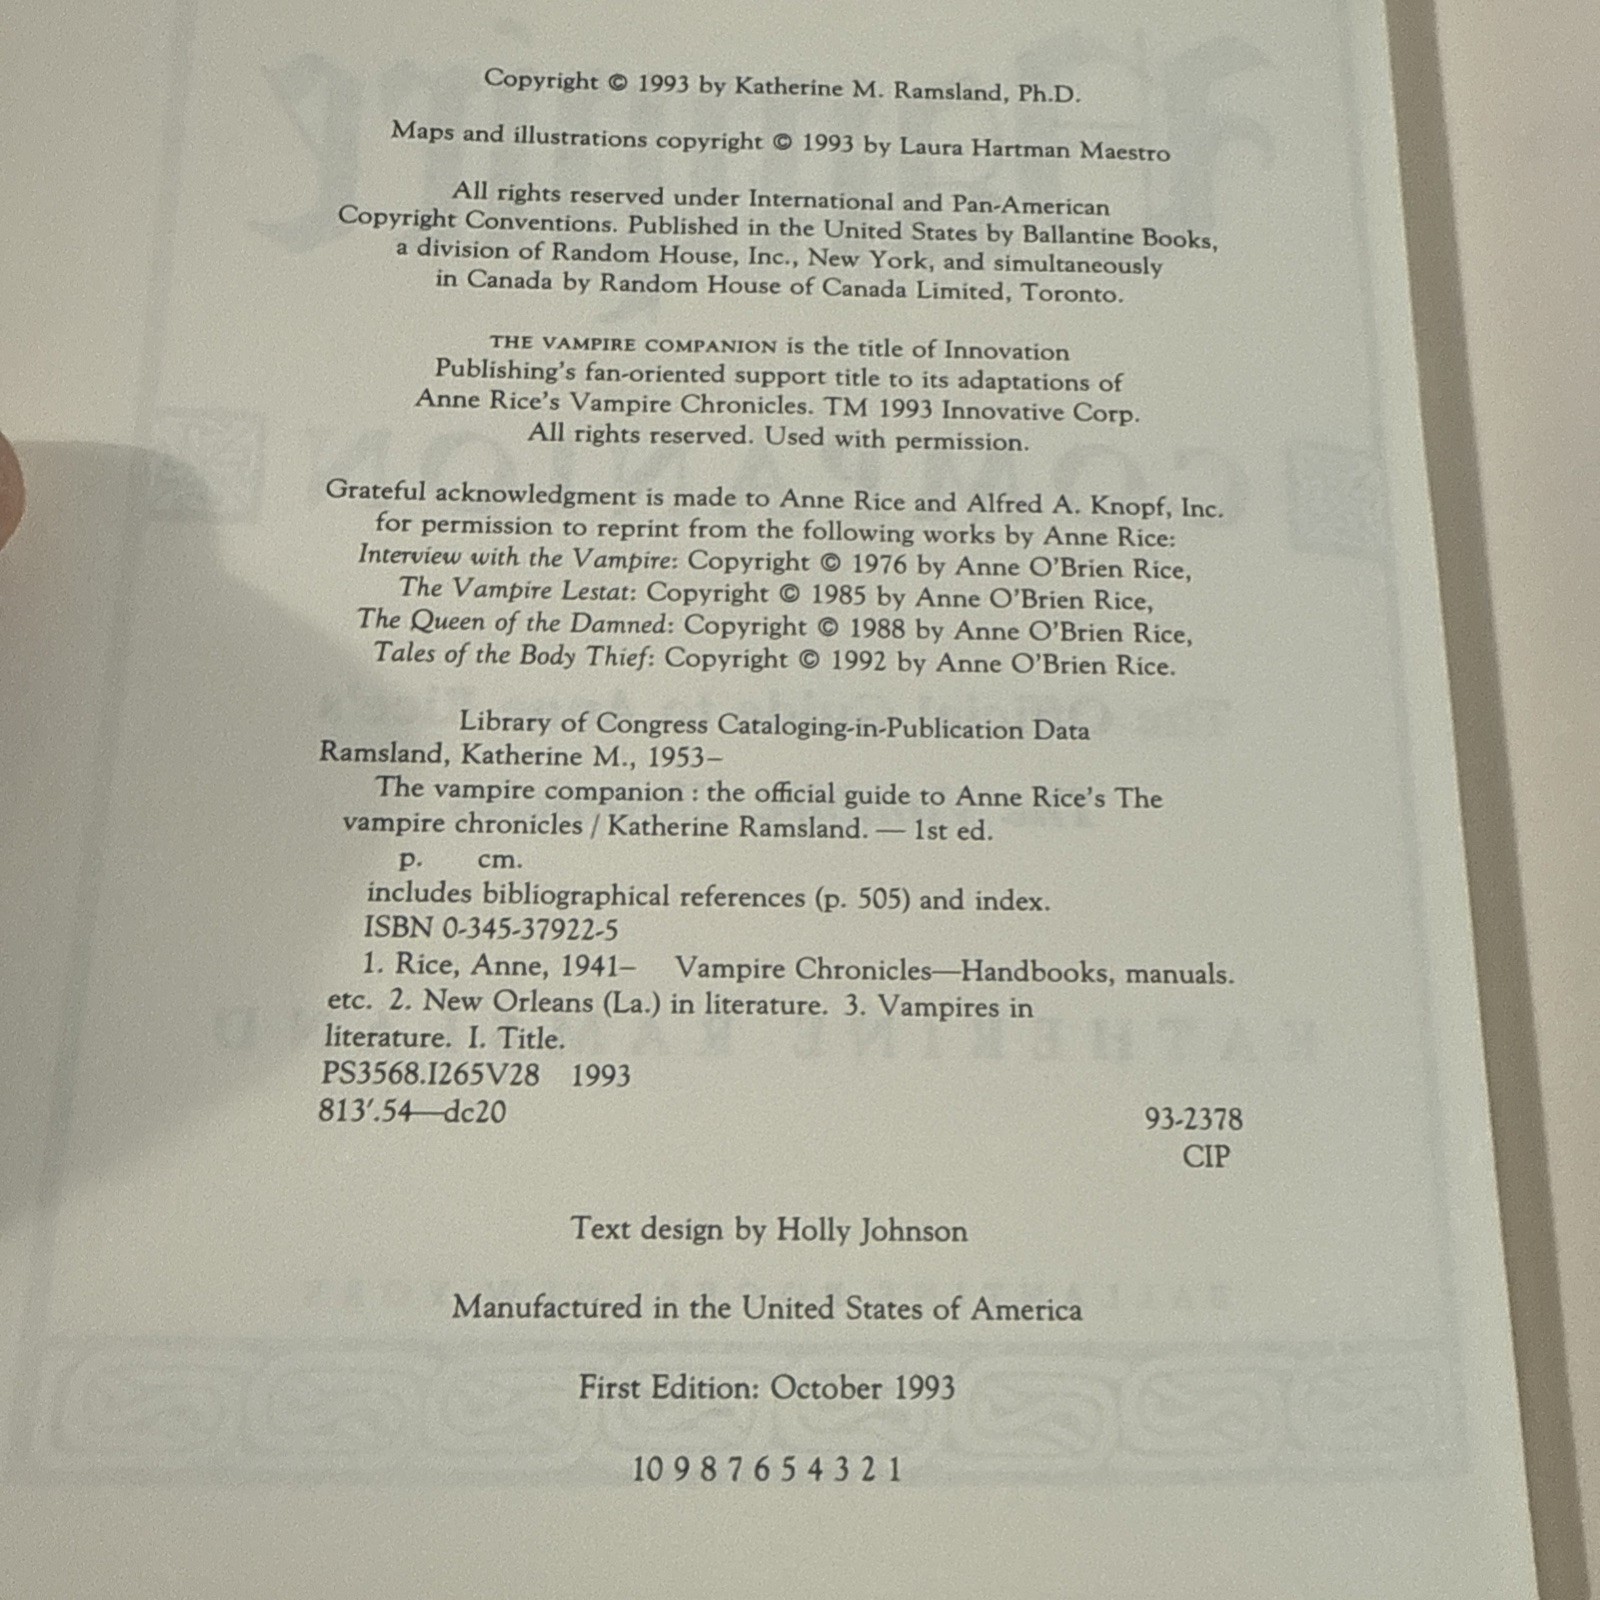 Copyright © 1993 by Katherine M. Ramsland, Ph.D.
Maps and illustrations copyright © 1993 by Laura Hartman Maestro
All rights reserved under International and Pan-American
Copyright Conventions. Published in the United States by Ballantine Books,
a division of Random House, Inc., New York, and simultaneously
in Canada by Random House of Canada Limited, Toronto.
THE VAMPIRE COMPANION is the title of Innovation
Publishing's fan-oriented support title to its adaptations of
Anne Rice's Vampire Chronicles. TM 1993 Innovative Corp.
All rights reserved. Used with permission.
Grateful acknowledgment is made to Anne Rice and Alfred A. Knopf, Inc.
for permission to reprint from the following works by Anne Rice:
Interview with the Vampire: Copyright © 1976 by Anne O'Brien Rice,
The Vampire Lestat: Copyright © 1985 by Anne O'Brien Rice,
The Queen of the Damned: Copyright © 1988 by Anne O'Brien Rice,
Tales of the Body Thief: Copyright © 1992 by Anne O'Brien Rice.
Library of Congress Cataloging-in-Publication Data
Ramsland, Katherine M., 1953–
The vampire companion : the official guide to Anne Rice's The
vampire chronicles / Katherine Ramsland. — 1st ed.
p. cm.
includes bibliographical references (p. 505) and index.
ISBN 0-345-37922-5
1. Rice, Anne, 1941– Vampire Chronicles—Handbooks, manuals.
etc. 2. New Orleans (La.) in literature. 3. Vampires in
literature. I. Title.
PS3568.I265V28 1993
813'.54—dc20 93-2378
CIP
Text design by Holly Johnson
Manufactured in the United States of America
First Edition: October 1993
10 9 8 7 6 5 4 3 2 1